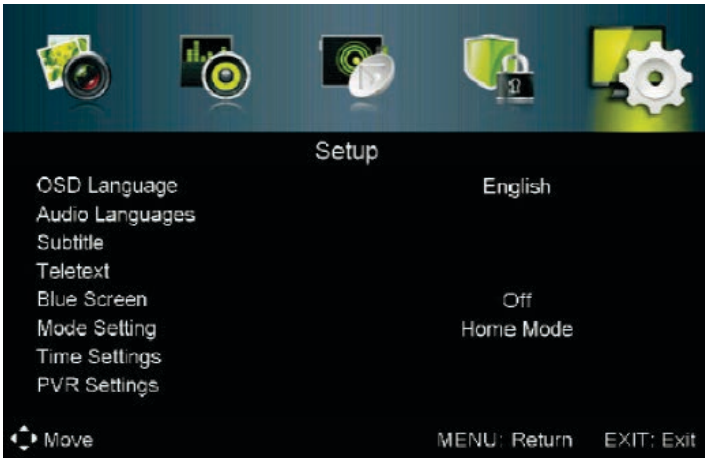 Setup
OSD Language English
Audio Languages
Subtitle
Teletext
Blue Screen Off
Mode Setting Home Mode
Time Settings
PVR Settings
Move MENU: Return EXIT: Exit